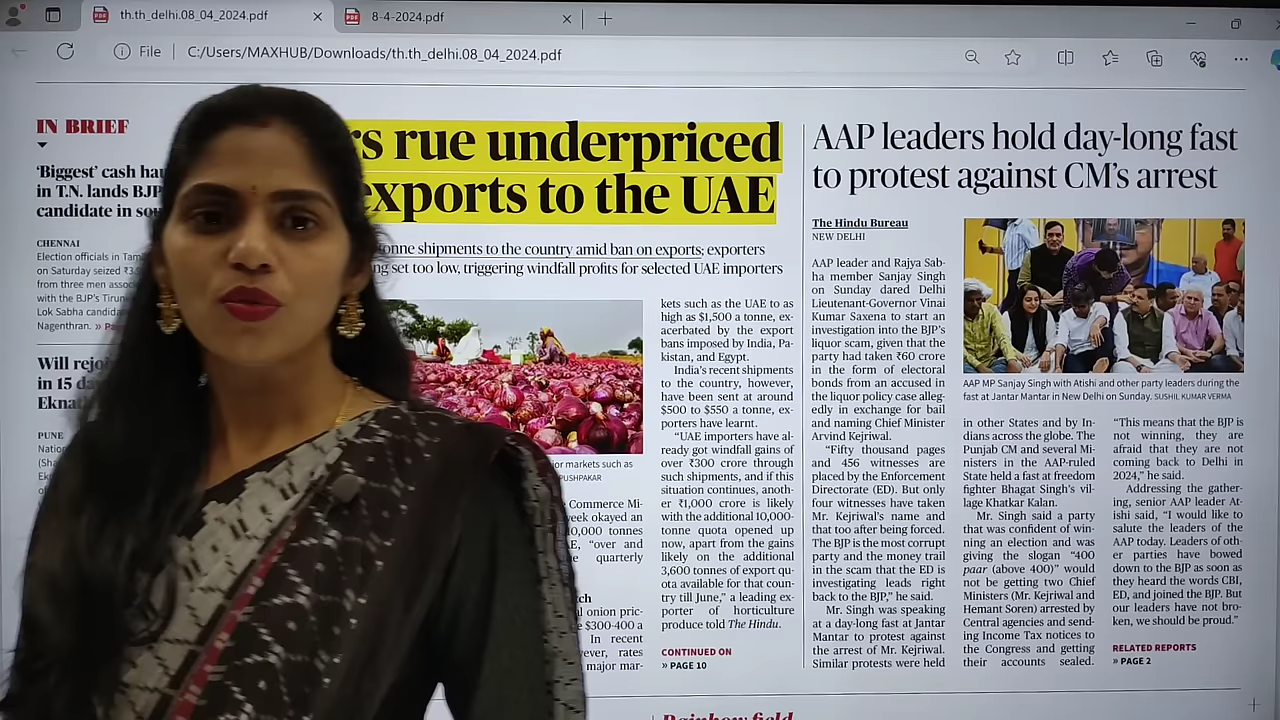 th.th_delhi.08_04_2024.pdf
8-4-2024.pdf
File
C:/Users/MAXHUB/Downloads/th.th_delhi.08_04_2024.pdf
IN BRIEF
'Biggest' cash
in T.N. lands BJP
candidate in
CHENNAI
Election officials in
on Saturday seized
from three men
with the BJP's
Lok Sabha
Nagenthran.
Will
in 15
PUNE
rue underpriced
exports to the UAE
shipments to the country amid ban on exports; exporters
set too low, triggering windfall profits for selected UAE importers
markets such as
PUSHPAKAR
Commerce Mi-
okayed an
tonnes
"over and
quarterly
onion pric-
$300-400 a
In recent
rates
major mar-
kets such as the UAE to as
high as $1,500 a tonne, ex-
acerbated by the export
bans imposed by India, Pa-
kistan, and Egypt.
India's recent shipments
to the country, however,
have been sent at around
$500 to $550 a tonne, ex-
porters have learnt.
"UAE importers have al-
ready got windfall gains of
over ₹300 crore through
such shipments, and if this
situation continues, anoth-
er ₹1,000 crore is likely
with the additional 10,000-
tonne quota opened up
now, apart from the gains
likely on the additional
3,600 tonnes of export qu-
ota available for that coun-
try till June," a leading ex-
porter of horticulture
produce told The Hindu.
CONTINUED ON
» PAGE 10
AAP leaders hold day-long fast
to protest against CM's arrest
The Hindu Bureau
NEW DELHI
AAP leader and Rajya Sab-
ha member Sanjay Singh
on Sunday dared Delhi
Lieutenant-Governor Vinai
Kumar Saxena to start an
investigation into the BJP's
liquor scam, given that the
party had taken ₹60 crore
in the form of electoral
bonds from an accused in
the liquor policy case alleg-
edly in exchange for bail
and naming Chief Minister
Arvind Kejriwal.
"Fifty thousand pages
and 456 witnesses are
placed by the Enforcement
Directorate (ED). But only
four witnesses have taken
Mr. Kejriwal's name and
that too after being forced.
The BJP is the most corrupt
party and the money trail
in the scam that the ED is
investigating leads right
back to the BJP," he said.
Mr. Singh was speaking
at a day-long fast at Jantar
Mantar to protest against
the arrest of Mr. Kejriwal.
Similar protests were held
AAP MP Sanjay Singh with Atishi and other party leaders during the
fast at Jantar Mantar in New Delhi on Sunday. SUSHIL KUMAR VERMA
in other States and by In-
dians across the globe. The
Punjab CM and several Mi-
nisters in the AAP-ruled
State held a fast at freedom
fighter Bhagat Singh's vil-
lage Khatkar Kalan.
Mr. Singh said a party
that was confident of win-
ning an election and was
giving the slogan "400
paar (above 400)" would
not be getting two Chief
Ministers (Mr. Kejriwal and
Hemant Soren) arrested by
Central agencies and send-
ing Income Tax notices to
the Congress and getting
their accounts sealed.
"This means that the BJP is
not winning, they are
afraid that they are not
coming back to Delhi in
2024," he said.
Addressing the gather-
ing, senior AAP leader At-
ishi said, "I would like to
salute the leaders of the
AAP today. Leaders of oth-
er parties have bowed
down to the BJP as soon as
they heard the words CBI,
ED, and joined the BJP. But
our leaders have not bro-
ken, we should be proud."
RELATED REPORTS
» PAGE 2